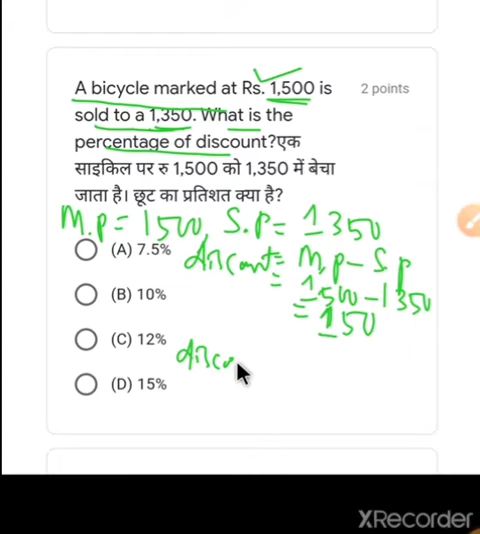 A bicycle marked at Rs. 1,500 is 2 points
sold to a 1,350. What is the
percentage of discount?एक
साइकिल पर रु 1,500 को 1,350 में बेचा
जाता है। छूट का प्रतिशत क्या है?
M.P = 1500, S.P = 1350
(A) 7.5%
Discount = M.P - S.P
= 1500 - 1350
(B) 10%
= 150
(C) 12%
disco
(D) 15%
XRecorder